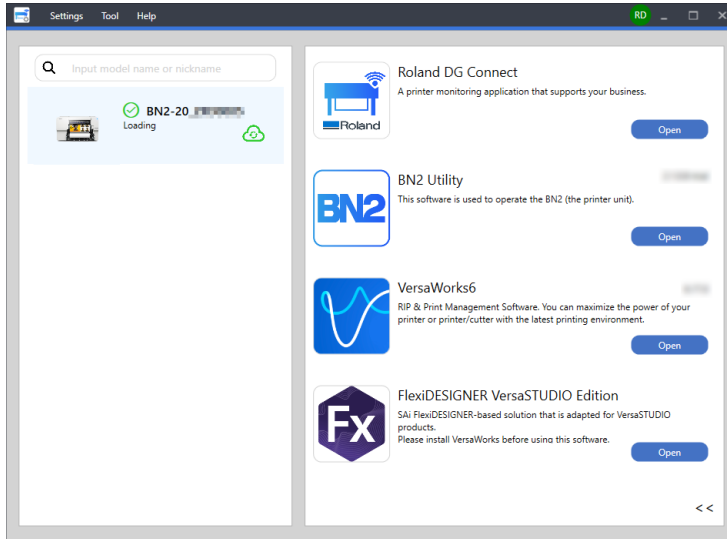 Settings Tool Help RD
Input model name or nickname
BN2-20
Loading
Roland
Roland DG Connect
A printer monitoring application that supports your business.
Open
BN2
BN2 Utility
This software is used to operate the BN2 (the printer unit).
Open
VersaWorks6
RIP & Print Management Software. You can maximize the power of your
printer or printer/cutter with the latest printing environment.
Open
Fx
FlexiDESIGNER VersaSTUDIO Edition
SAi FlexiDESIGNER-based solution that is adapted for VersaSTUDIO
products.
Please install VersaWorks before using this software.
Open
<<